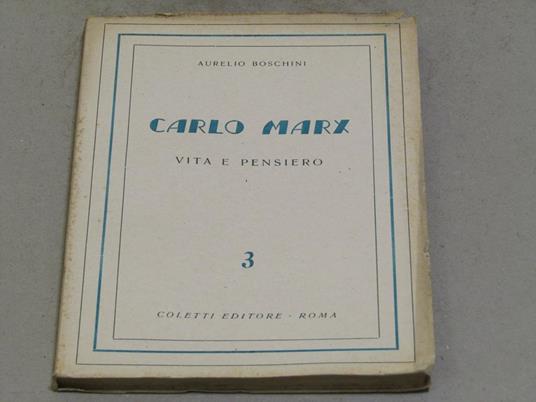 AURELIO BOSCHINI
CARLO MARX
VITA E PENSIERO
3
COLETTI EDITORE - ROMA